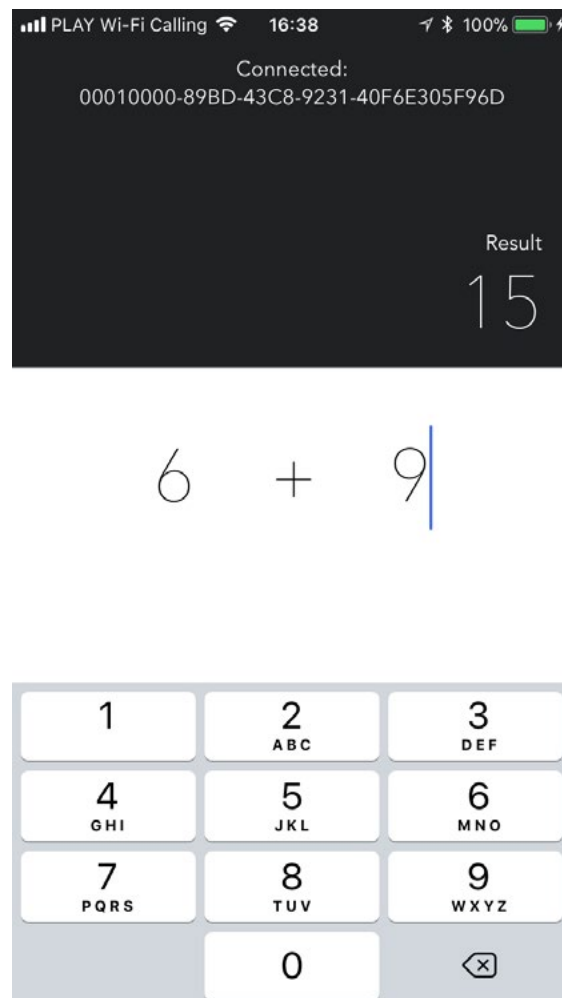 PLAY Wi-Fi Calling 16:38 100%
Connected:
00010000-89BD-43C8-9231-40F6E305F96D
Result
15
6 + 9
1 2 3
ABC DEF
4 5 6
GHI JKL MNO
7 8 9
PQRS TUV WXYZ
0